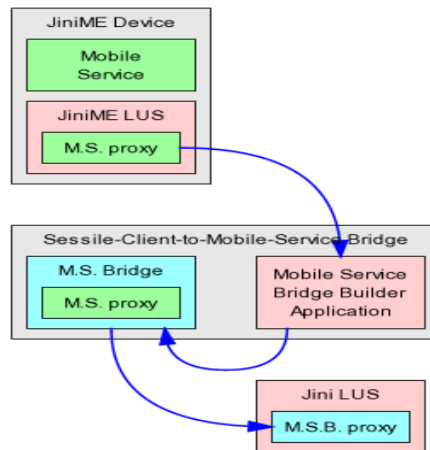 JiniME Device
Mobile
Service
JiniME LUS
M.S. proxy
Sessile-Client-to-Mobile-Service Bridge
M.S. Bridge
M.S. proxy
Mobile Service
Bridge Builder
Application
Jini LUS
M.S.B. proxy